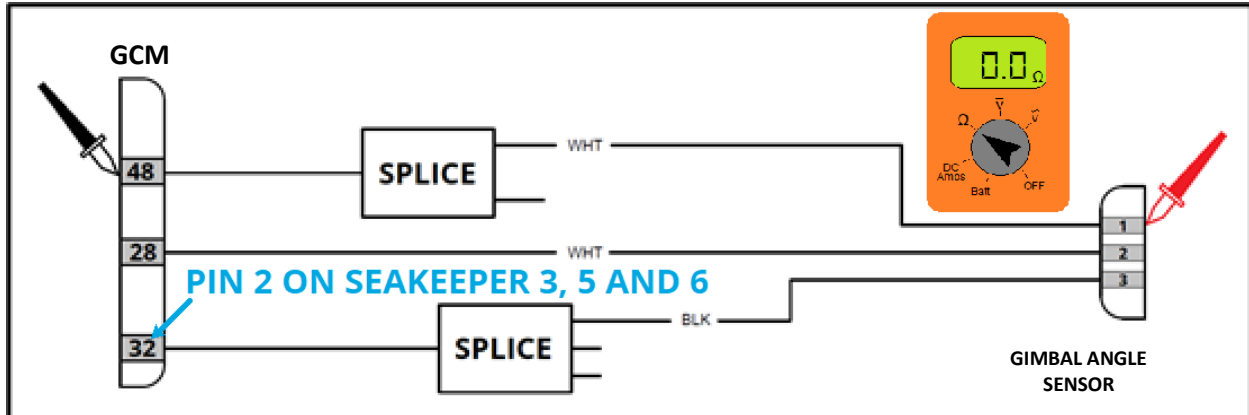 GCM
0.0 Ω
V
Ω
V
DC
Amps
Batt
OFF
48
SPLICE
WHT
1
28
WHT
2
PIN 2 ON SEAKEEPER 3, 5 AND 6
3
BLK
32
SPLICE
GIMBAL ANGLE
SENSOR